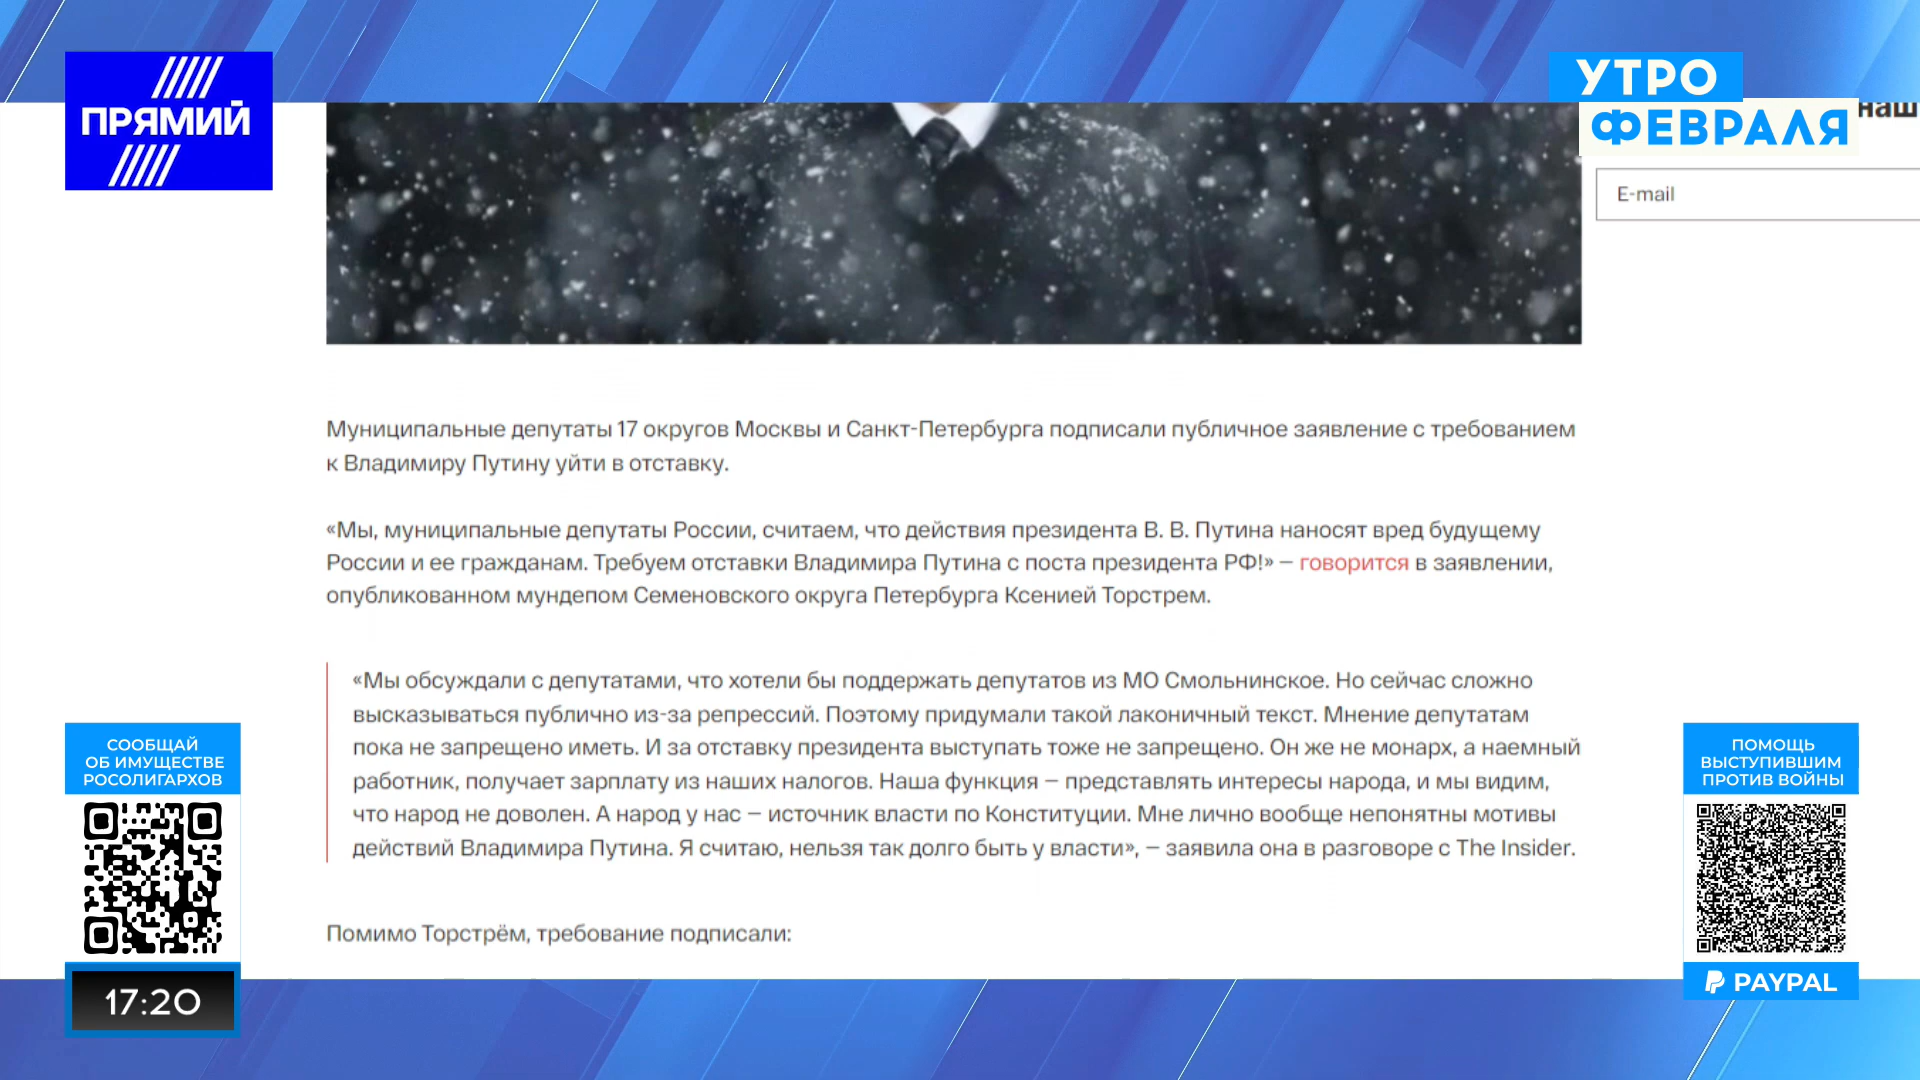 ПРЯМИЙ
УТРО
ФЕВРАЛЯ
наш
E-mail
Муниципальные депутаты 17 округов Москвы и Санкт-Петербурга подписали публичное заявление с требованием
к Владимиру Путину уйти в отставку.
«Мы, муниципальные депутаты России, считаем, что действия президента В. В. Путина наносят вред будущему
России и ее гражданам. Требуем отставки Владимира Путина с поста президента РФ!» – говорится в заявлении,
опубликованном мундепом Семеновского округа Петербурга Ксенией Торстрем.
«Мы обсуждали с депутатами, что хотели бы поддержать депутатов из МО Смольнинское. Но сейчас сложно
высказываться публично из-за репрессий. Поэтому придумали такой лаконичный текст. Мнение депутатам
пока не запрещено иметь. И за отставку президента выступать тоже не запрещено. Он же не монарх, а наемный
работник, получает зарплату из наших налогов. Наша функция – представлять интересы народа, и мы видим,
что народ не доволен. А народ у нас – источник власти по Конституции. Мне лично вообще непонятны мотивы
действий Владимира Путина. Я считаю, нельзя так долго быть у власти», – заявила она в разговоре с The Insider.
Помимо Торстрём, требование подписали:
СООБЩАЙ
ОБ ИМУЩЕСТВЕ
РОСОЛИГАРХОВ
17:20
ПОМОЩЬ
ВЫСТУПИВШИМ
ПРОТИВ ВОЙНЫ
PAYPAL